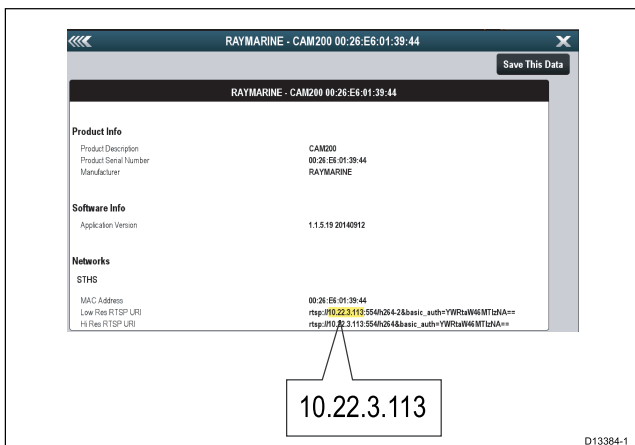 RAYMARINE - CAM200 00:26:E6:01:39:44 X
Save This Data
RAYMARINE - CAM200 00:26:E6:01:39:44
Product Info
Product Description CAM200
Product Serial Number 00:26:E6:01:39:44
Manufacturer RAYMARINE
Software Info
Application Version 1.1.5.19 20140912
Networks
STHS
MAC Address 00:26:E6:01:39:44
Low Res RTSP URI rtsp://10.22.3.113:554/h264-2&basic_auth=YWRtaW46MTIzNA==
Hi Res RTSP URI rtsp://10.22.3.113:554/h264&basic_auth=YWRtaW46MTIzNA==
10.22.3.113
D13384-1